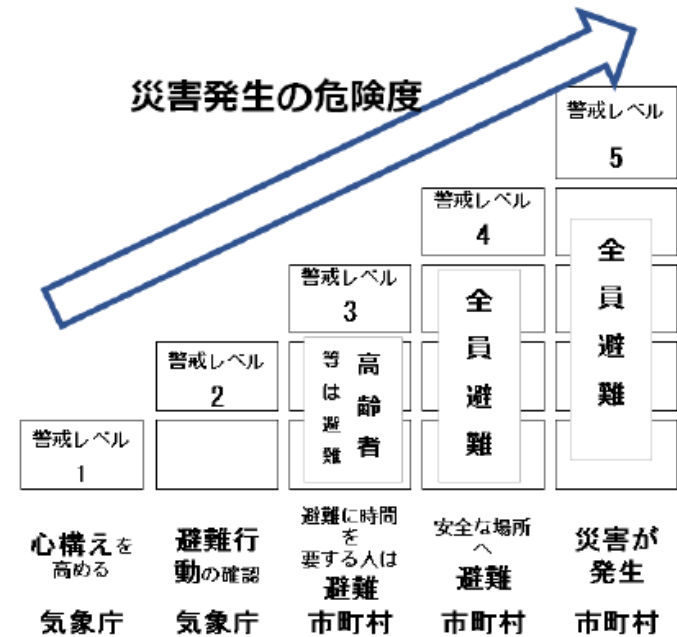 災害発生の危険度
警戒レベル
5
全員避難
警戒レベル
4
全員避難
警戒レベル
3
高齢者
等は避難
警戒レベル
2
警戒レベル
1
心構えを
高める
気象庁
避難行
動の確認
気象庁
避難に時間
を
要する人は
避難
市町村
安全な場所
へ
避難
市町村
災害が
発生
市町村